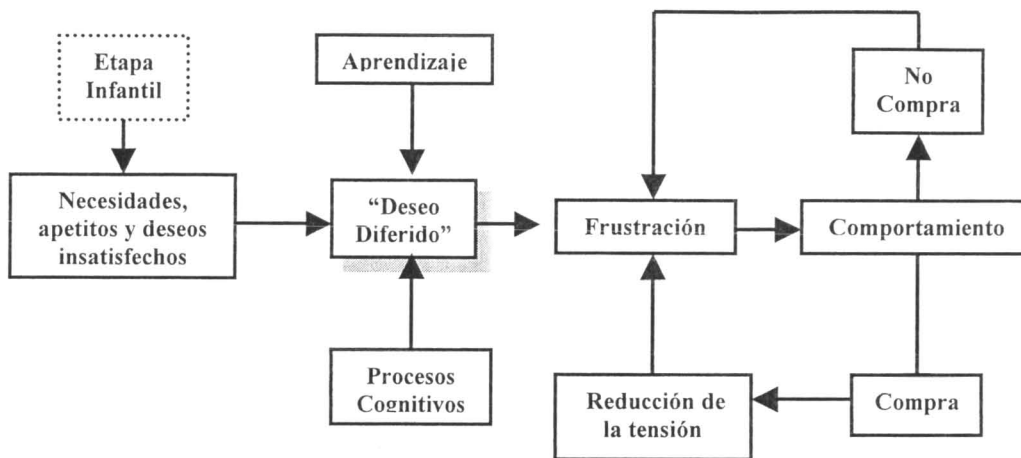 Etapa
Infantil
Aprendizaje
No
Compra
Necesidades,
apetitos y deseos
insatisfechos
“Deseo
Diferido”
Frustración
Comportamiento
Procesos
Cognitivos
Reducción de
la tensión
Compra